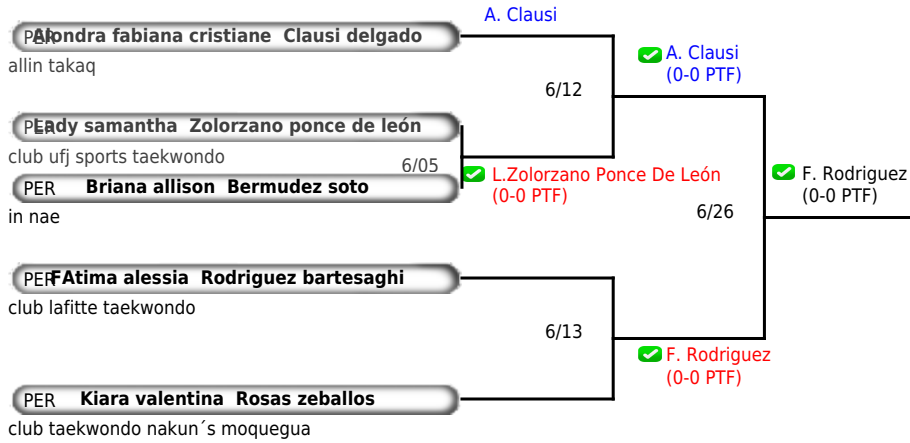 A. Clausi
PER Alondra fabiana cristiane Clausi delgado
allin takaq
A. Clausi
(0-0 PTF)
6/12
PER Lady samantha Zolorzano ponce de león
club ufj sports taekwondo
6/05
L.Zolorzano Ponce De León
(0-0 PTF)
F. Rodriguez
(0-0 PTF)
PER Briana allison Bermudez soto
in nae
6/26
PER FAtima alessia Rodriguez bartesaghi
club lafitte taekwondo
6/13
F. Rodriguez
(0-0 PTF)
PER Kiara valentina Rosas zeballos
club taekwondo nakun´s moquegua